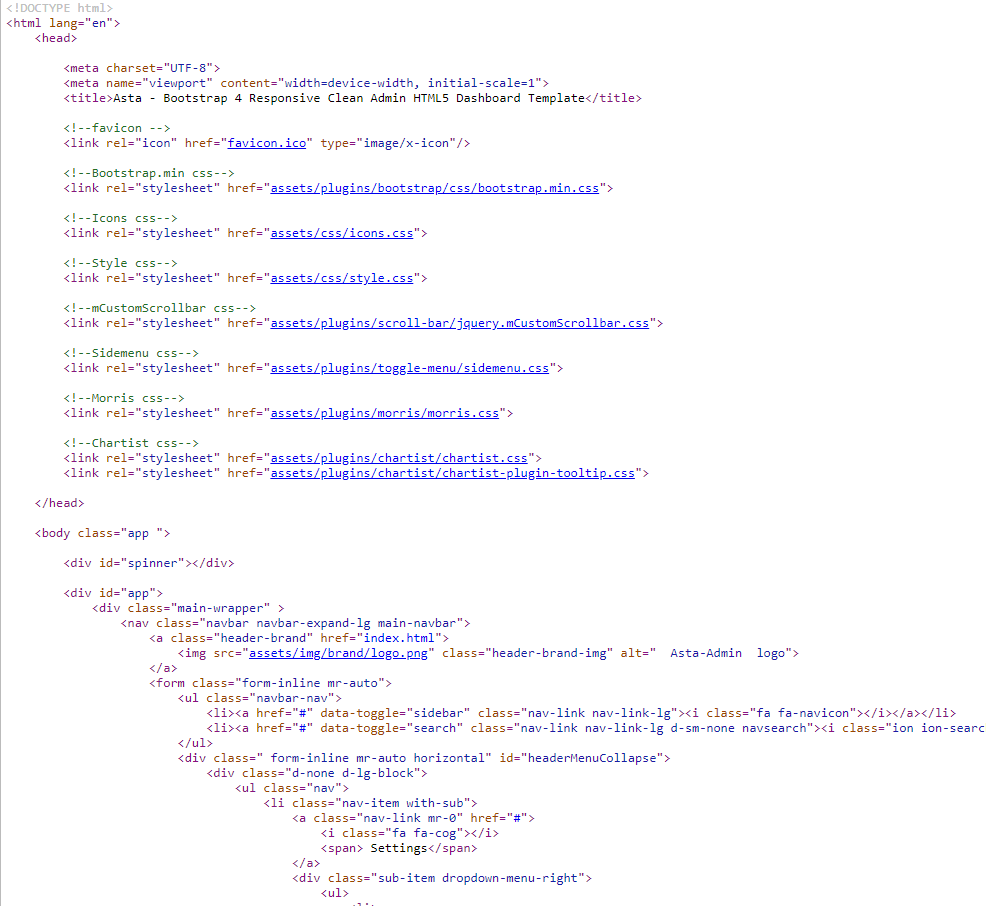 <!DOCTYPE html>
<html lang="en">
<head>
<meta charset="UTF-8">
<meta name="viewport" content="width=device-width, initial-scale=1">
<title>Asta - Bootstrap 4 Responsive Clean Admin HTML5 Dashboard Template</title>
<!--favicon -->
<link rel="icon" href="favicon.ico" type="image/x-icon"/>
<!--Bootstrap.min css-->
<link rel="stylesheet" href="assets/plugins/bootstrap/css/bootstrap.min.css">
<!--Icons css-->
<link rel="stylesheet" href="assets/css/icons.css">
<!--Style css-->
<link rel="stylesheet" href="assets/css/style.css">
<!--mCustomScrollbar css-->
<link rel="stylesheet" href="assets/plugins/scroll-bar/jquery.mCustomScrollbar.css">
<!--Sidemenu css-->
<link rel="stylesheet" href="assets/plugins/toggle-menu/sidemenu.css">
<!--Morris css-->
<link rel="stylesheet" href="assets/plugins/morris/morris.css">
<!--Chartist css-->
<link rel="stylesheet" href="assets/plugins/chartist/chartist.css">
<link rel="stylesheet" href="assets/plugins/chartist/chartist-plugin-tooltip.css">
</head>
<body class="app ">
<div id="spinner"></div>
<div id="app">
<div class="main-wrapper" >
<nav class="navbar navbar-expand-lg main-navbar">
<a class="header-brand" href="index.html">
<img src="assets/img/brand/logo.png" class="header-brand-img" alt="  Asta-Admin  logo">
</a>
<form class="form-inline mr-auto">
<ul class="navbar-nav">
<li><a href="#" data-toggle="sidebar" class="nav-link nav-link-lg"><i class="fa fa-navicon"></i></a></li>
<li><a href="#" data-toggle="search" class="nav-link nav-link-lg d-sm-none navsearch"><i class="ion ion-searc
</ul>
<div class=" form-inline mr-auto horizontal" id="headerMenuCollapse">
<div class="d-none d-lg-block">
<ul class="nav">
<li class="nav-item with-sub">
<a class="nav-link mr-0" href="#">
<i class="fa fa-cog"></i>
<span> Settings</span>
</a>
<div class="sub-item dropdown-menu-right">
<ul>